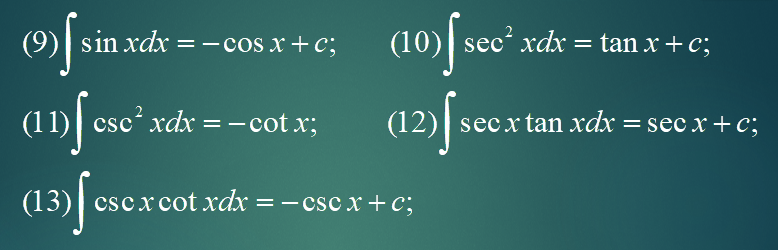 (9)∫sin xdx = −cos x + c; (10)∫sec² xdx = tan x + c;
(11)∫csc² xdx = −cot x; (12)∫sec x tan xdx = sec x + c;
(13)∫csc x cot xdx = −csc x + c;